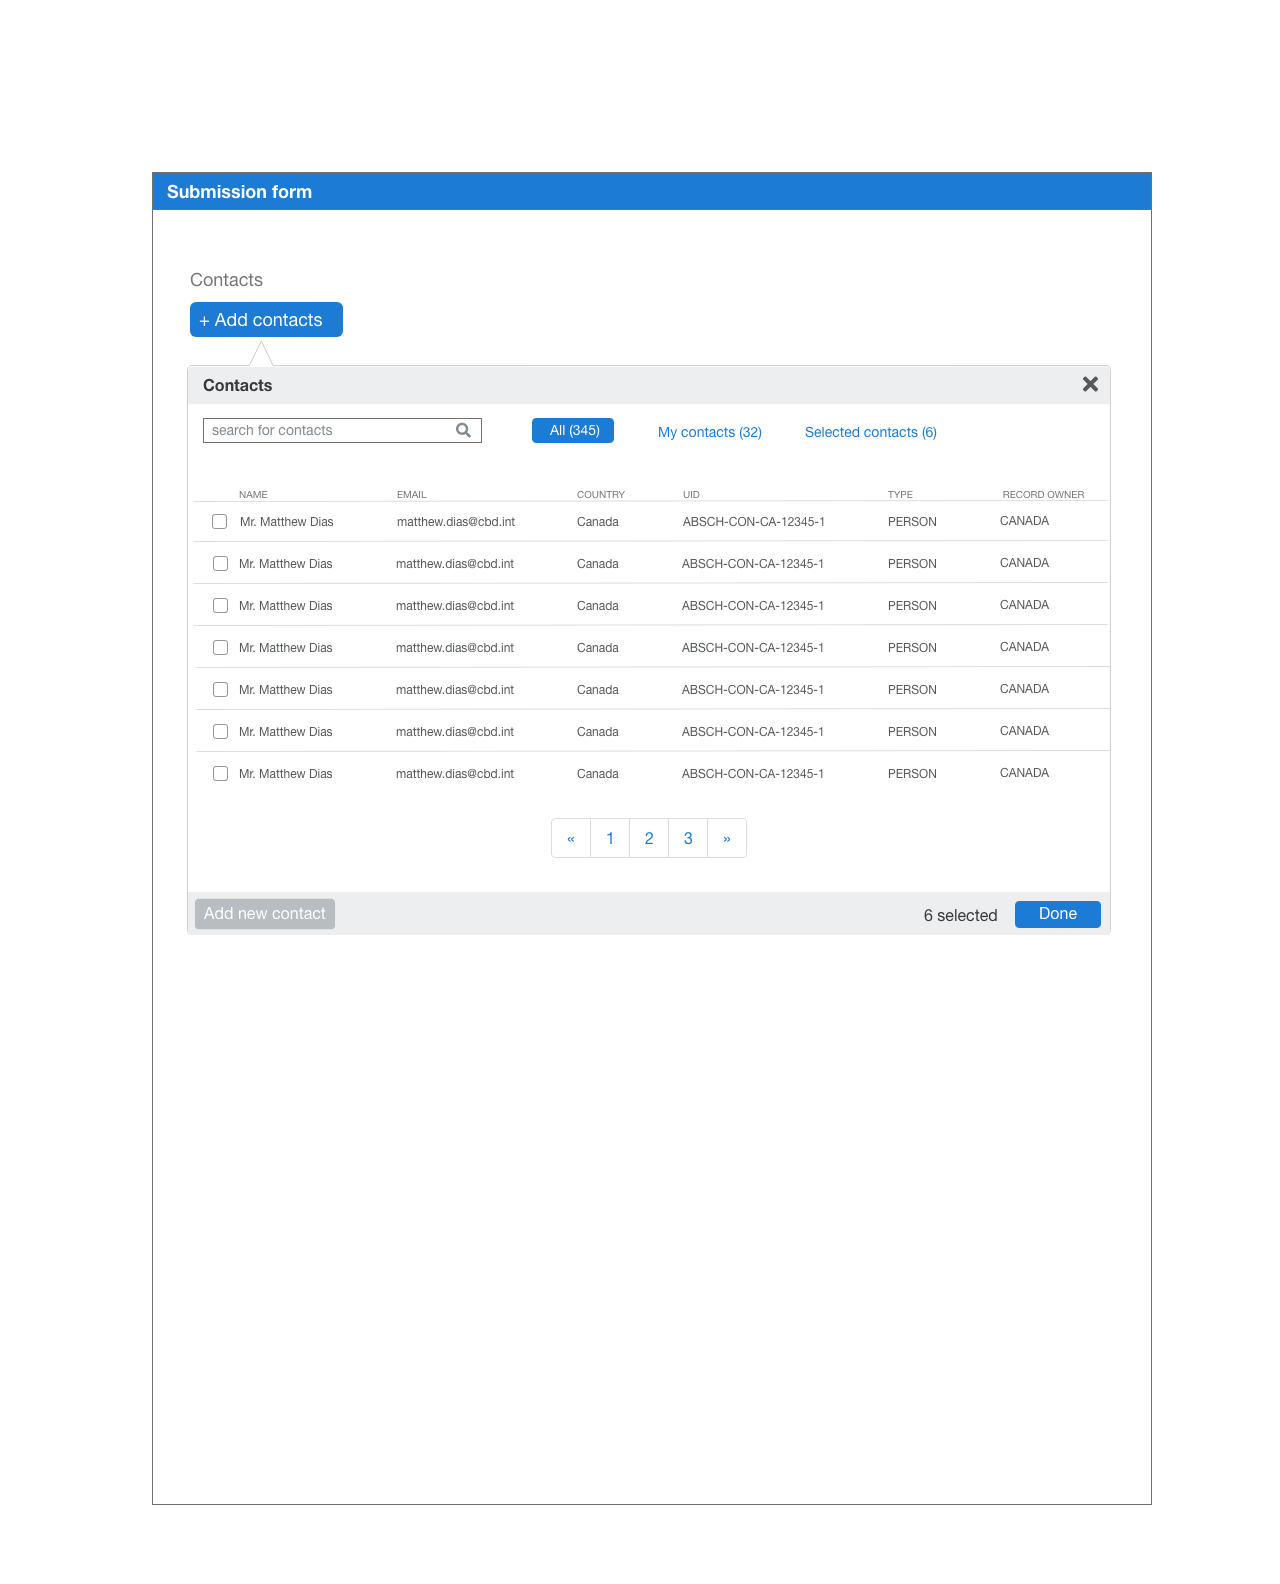 Submission form
Contacts
+ Add contacts
Contacts
search for contacts All (345) My contacts (32) Selected contacts (6)
NAME EMAIL COUNTRY UID TYPE RECORD OWNER
Mr. Matthew Dias matthew.dias@cbd.int Canada ABSCH-CON-CA-12345-1 PERSON CANADA
Mr. Matthew Dias matthew.dias@cbd.int Canada ABSCH-CON-CA-12345-1 PERSON CANADA
Mr. Matthew Dias matthew.dias@cbd.int Canada ABSCH-CON-CA-12345-1 PERSON CANADA
Mr. Matthew Dias matthew.dias@cbd.int Canada ABSCH-CON-CA-12345-1 PERSON CANADA
Mr. Matthew Dias matthew.dias@cbd.int Canada ABSCH-CON-CA-12345-1 PERSON CANADA
Mr. Matthew Dias matthew.dias@cbd.int Canada ABSCH-CON-CA-12345-1 PERSON CANADA
Mr. Matthew Dias matthew.dias@cbd.int Canada ABSCH-CON-CA-12345-1 PERSON CANADA
« 1 2 3 »
Add new contact 6 selected Done